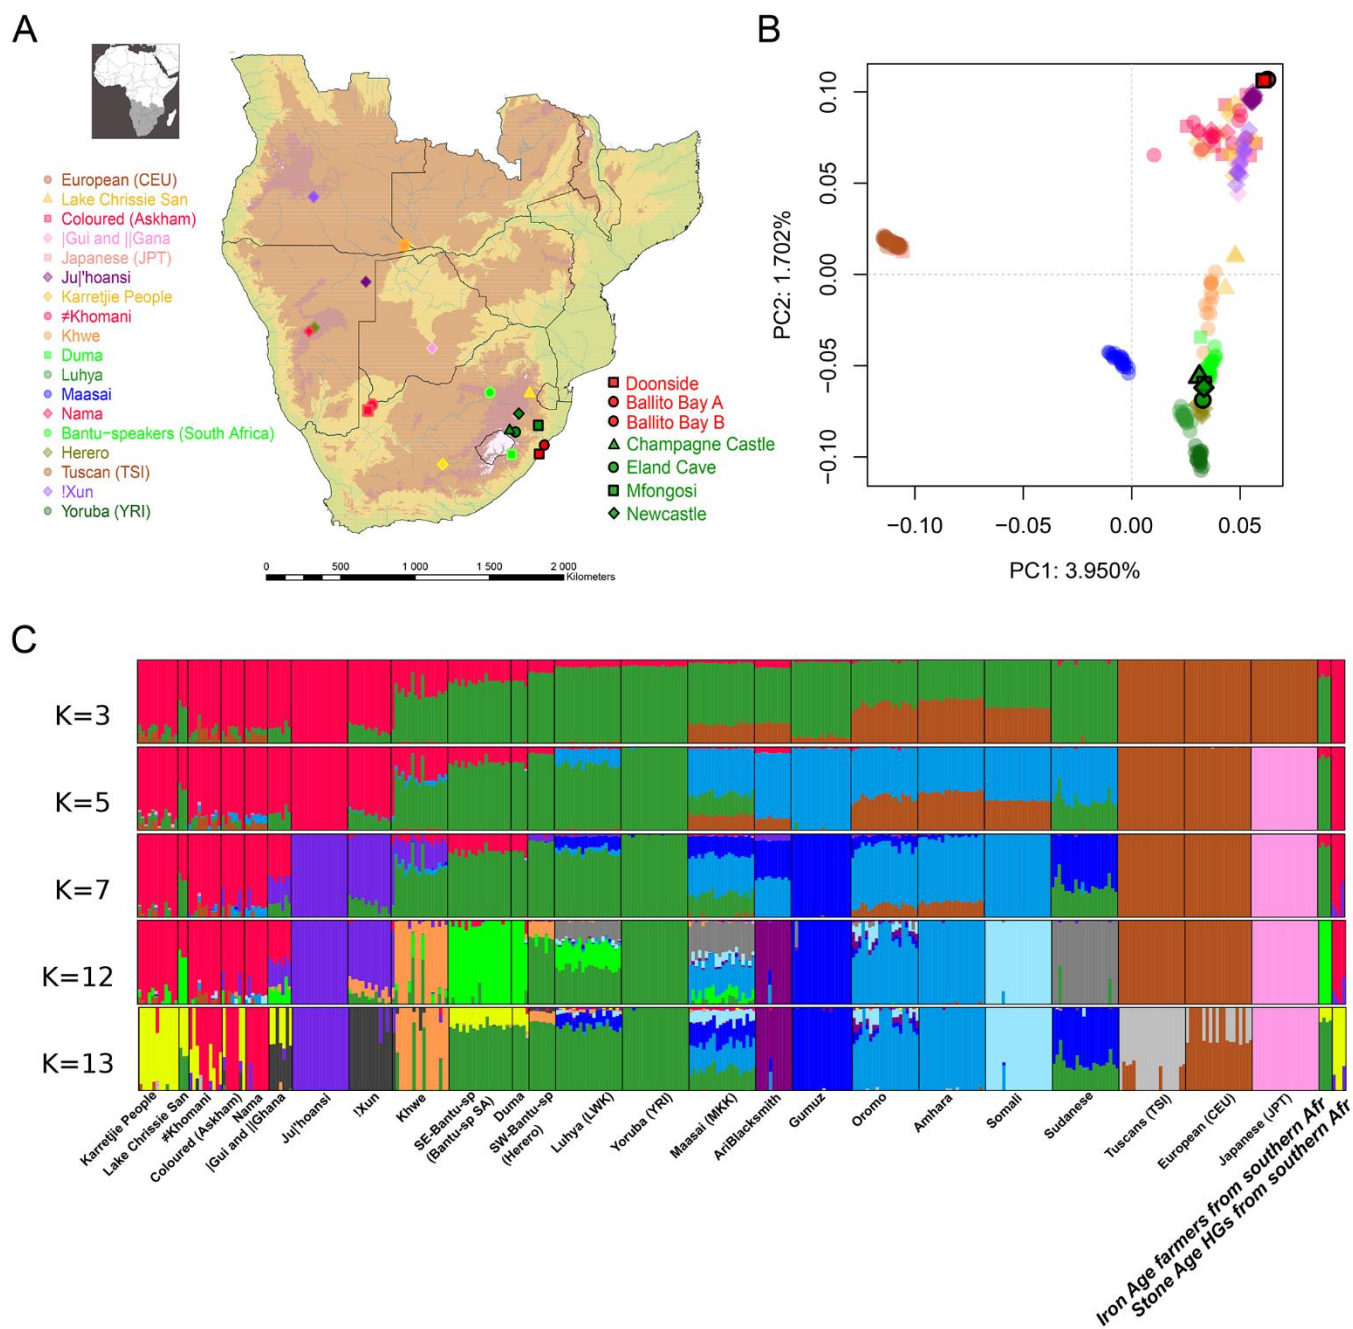 A
European (CEU)
Lake Chrissie San
Coloured (Askham)
|Gui and ||Gana
Japanese (JPT)
Ju|'hoansi
Karretjie People
≠Khomani
Khwe
Duma
Luhya
Maasai
Nama
Bantu−speakers (South Africa)
Herero
Tuscan (TSI)
!Xun
Yoruba (YRI)
Doonside
Ballito Bay A
Ballito Bay B
Champagne Castle
Eland Cave
Mfongosi
Newcastle
0 500 1 000 1 500 2 000
Kilometers
B
PC2: 1.702%
0.10
0.05
0.00
−0.05
−0.10
−0.10 −0.05 0.00 0.05
PC1: 3.950%
C
K=3
K=5
K=7
K=12
K=13
Karretjie People
Lake Chrissie San
≠Khomani
Coloured (Askham)
Nama
|Gui and ||Ghana
Ju|'hoansi
!Xun
Khwe
SE-Bantu-sp
(Bantu-sp SA)
Duma
SW-Bantu-sp
(Herero)
Luhya (LWK)
Yoruba (YRI)
Maasai (MKK)
AriBlacksmith
Gumuz
Oromo
Amhara
Somali
Sudanese
Tuscans (TSI)
European (CEU)
Japanese (JPT)
Iron Age farmers from southern Afr
Stone Age HGs from southern Afr